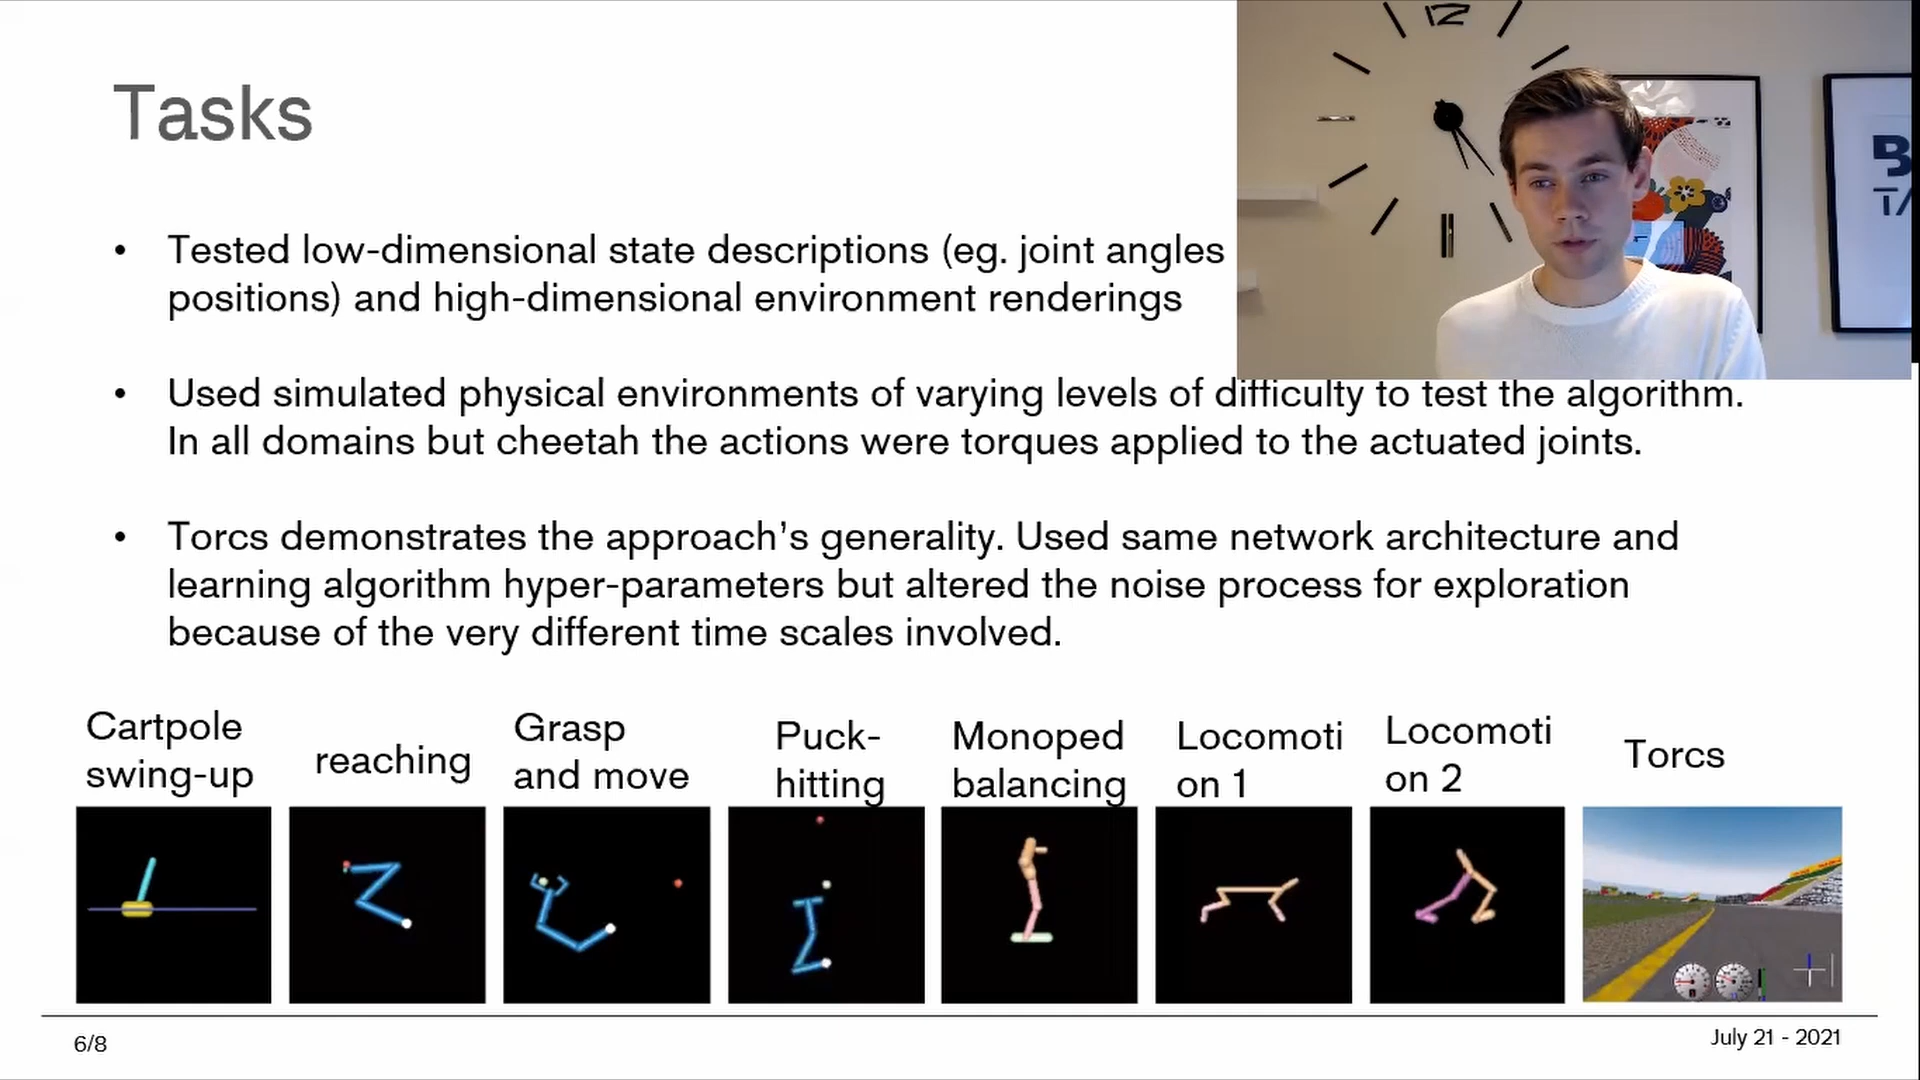 Tasks
• Tested low-dimensional state descriptions (eg. joint angles
positions) and high-dimensional environment renderings
• Used simulated physical environments of varying levels of difficulty to test the algorithm.
In all domains but cheetah the actions were torques applied to the actuated joints.
• Torcs demonstrates the approach's generality. Used same network architecture and
learning algorithm hyper-parameters but altered the noise process for exploration
because of the very different time scales involved.
Cartpole
swing-up
reaching
Grasp
and move
Puck-
hitting
Monoped
balancing
Locomoti
on 1
Locomoti
on 2
Torcs
6/8
July 21 - 2021
12
B